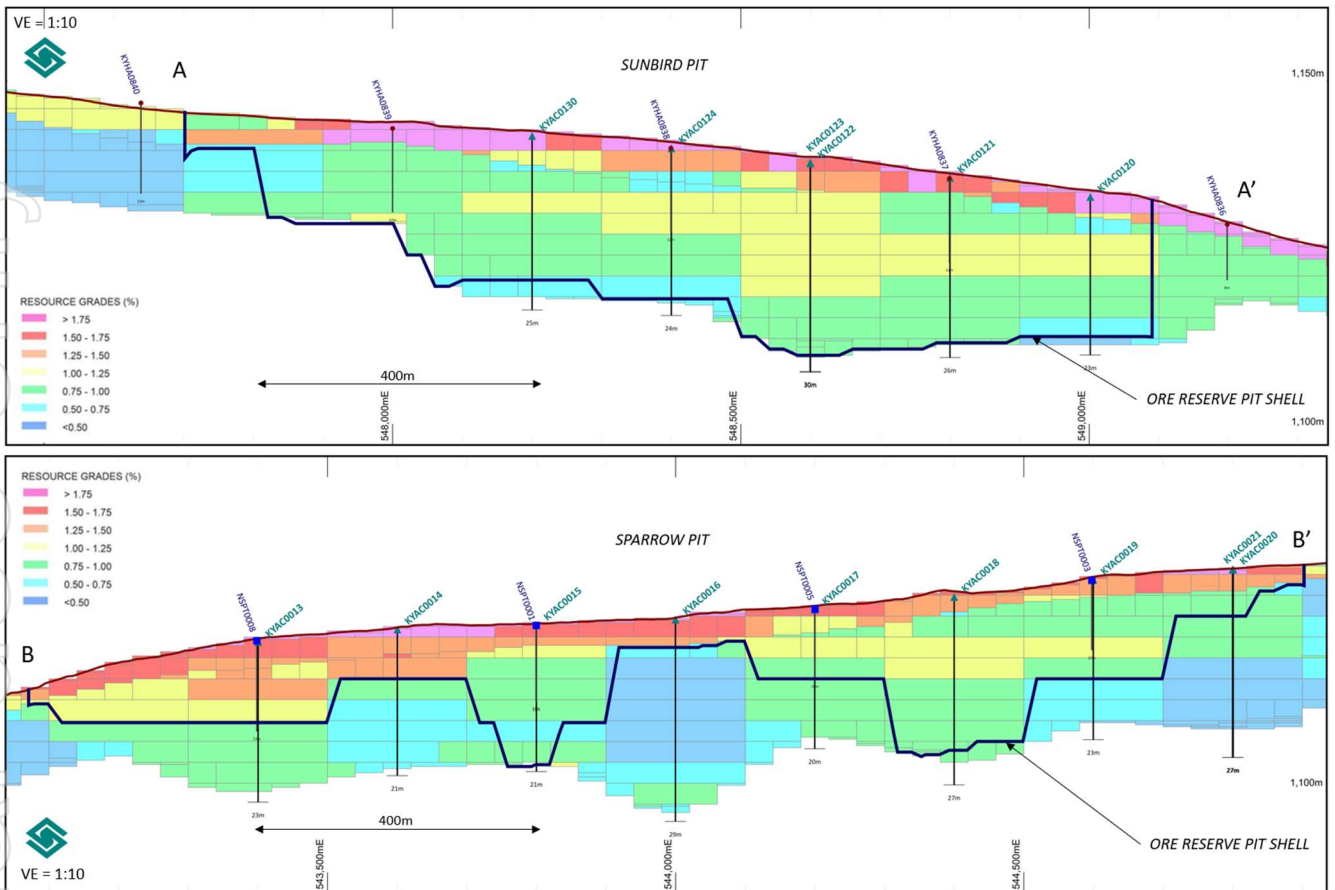 VE = 1:10
A
SUNBIRD PIT
1,150m
KYHA0840
KYHA0839
KYAC0130
KYHA0838
KYAC0124
KYAC0123
KYAC0122
KYHA0837
KYAC0121
KYAC0120
KYHA0836
A'
RESOURCE GRADES (%)
> 1.75
1.50 - 1.75
1.25 - 1.50
1.00 - 1.25
0.75 - 1.00
0.50 - 0.75
<0.50
25m
24m
30m
26m
23m
400m
ORE RESERVE PIT SHELL
548,000mE
548,500mE
549,000mE
1,100m
RESOURCE GRADES (%)
> 1.75
1.50 - 1.75
1.25 - 1.50
1.00 - 1.25
0.75 - 1.00
0.50 - 0.75
<0.50
SPARROW PIT
B
NSPT0008
KYAC0013
KYAC0014
NSPT0001
KYAC0015
KYAC0016
NSPT0005
KYAC0017
KYAC0018
NSPT0003
KYAC0019
KYAC0021
KYAC0020
B'
23m
21m
21m
29m
20m
27m
23m
27m
1,100m
400m
ORE RESERVE PIT SHELL
VE = 1:10
543,500mE
544,000mE
544,500mE